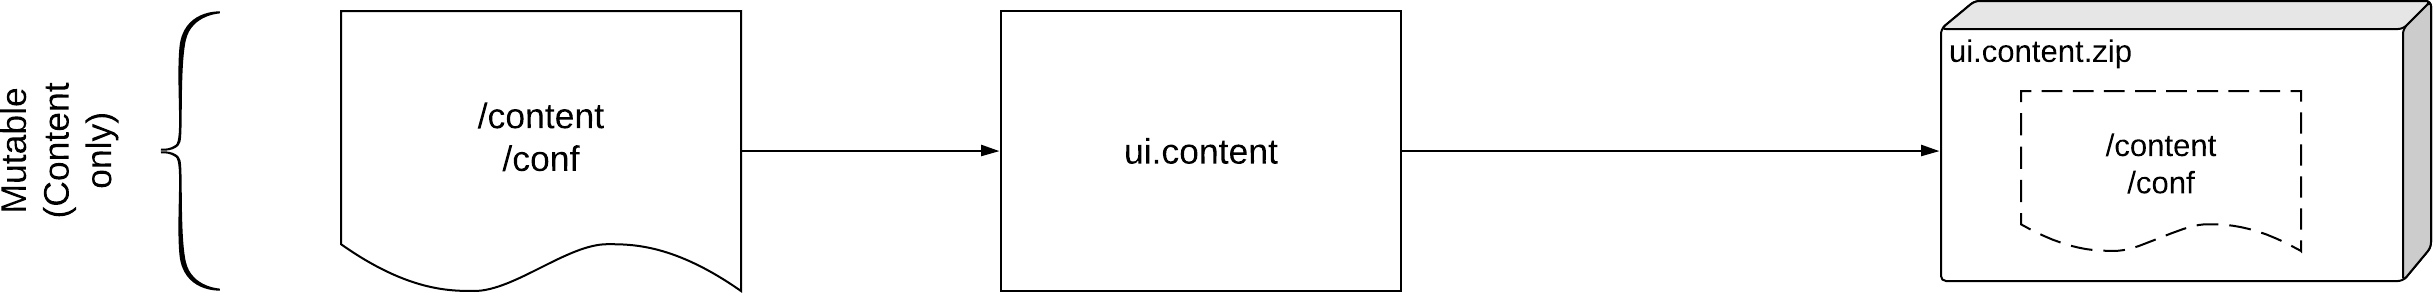 Mutable
(Content
only)
/content
/conf
ui.content
ui.content.zip
/content
/conf